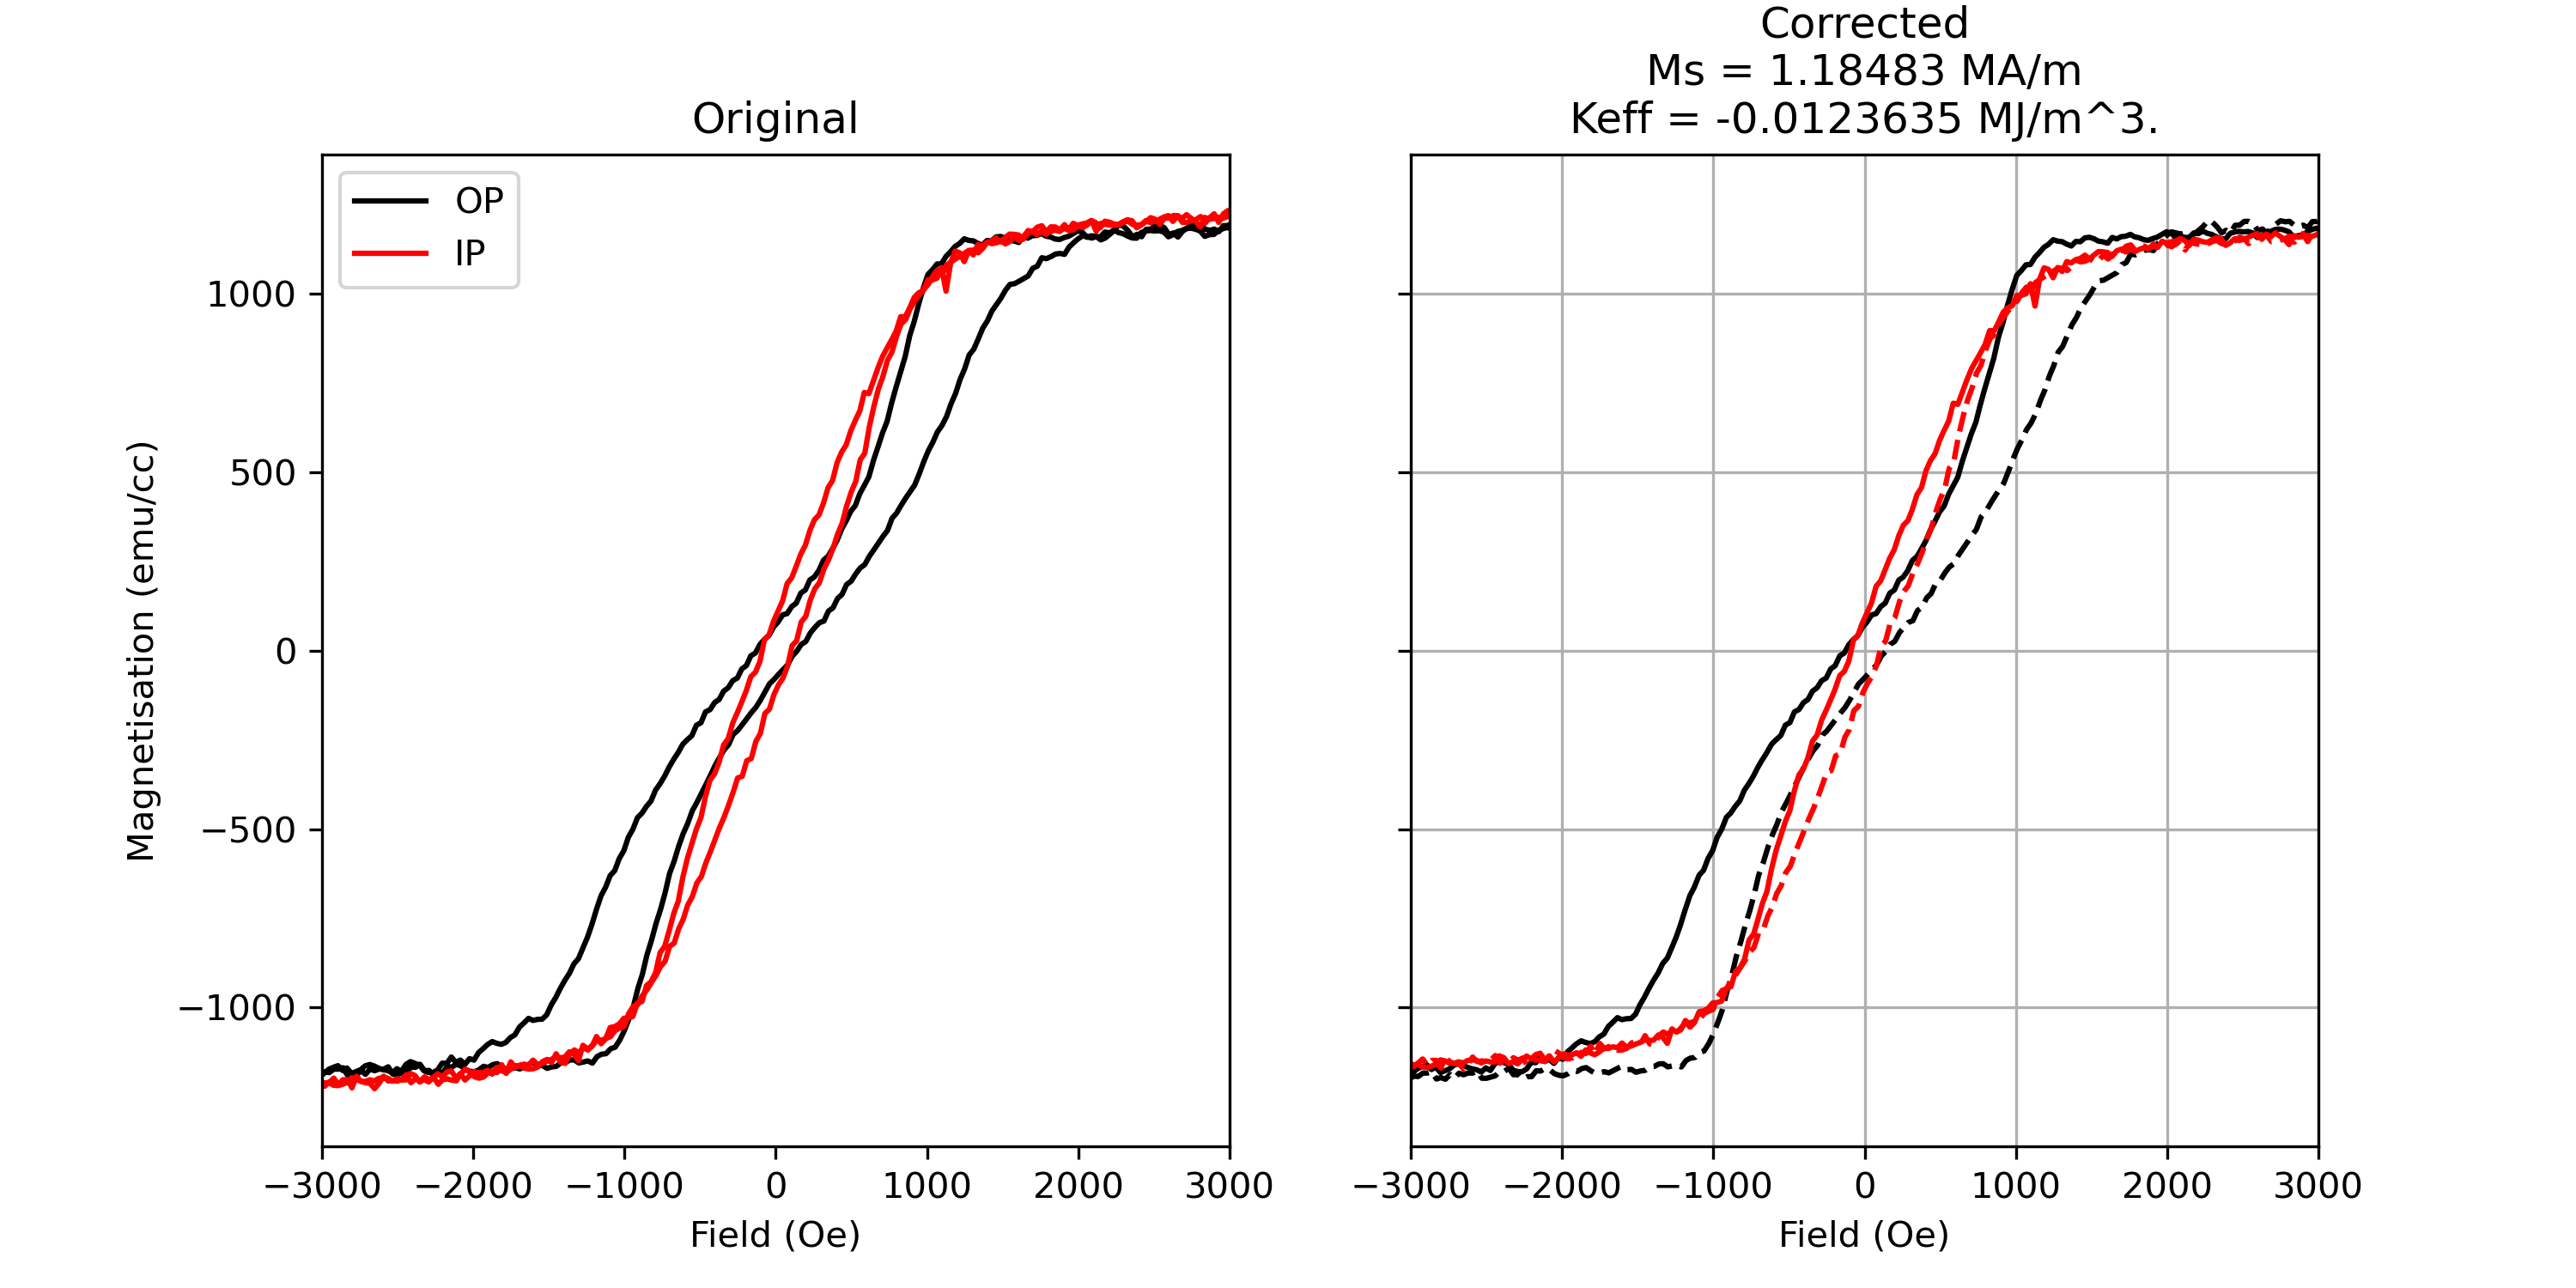 Original
OP
IP
1000
500
0
−500
−1000
Magnetisation (emu/cc)
−3000 −2000 −1000 0 1000 2000 3000
Field (Oe)
Corrected
Ms = 1.18483 MA/m
Keff = -0.0123635 MJ/m^3.
−3000 −2000 −1000 0 1000 2000 3000
Field (Oe)